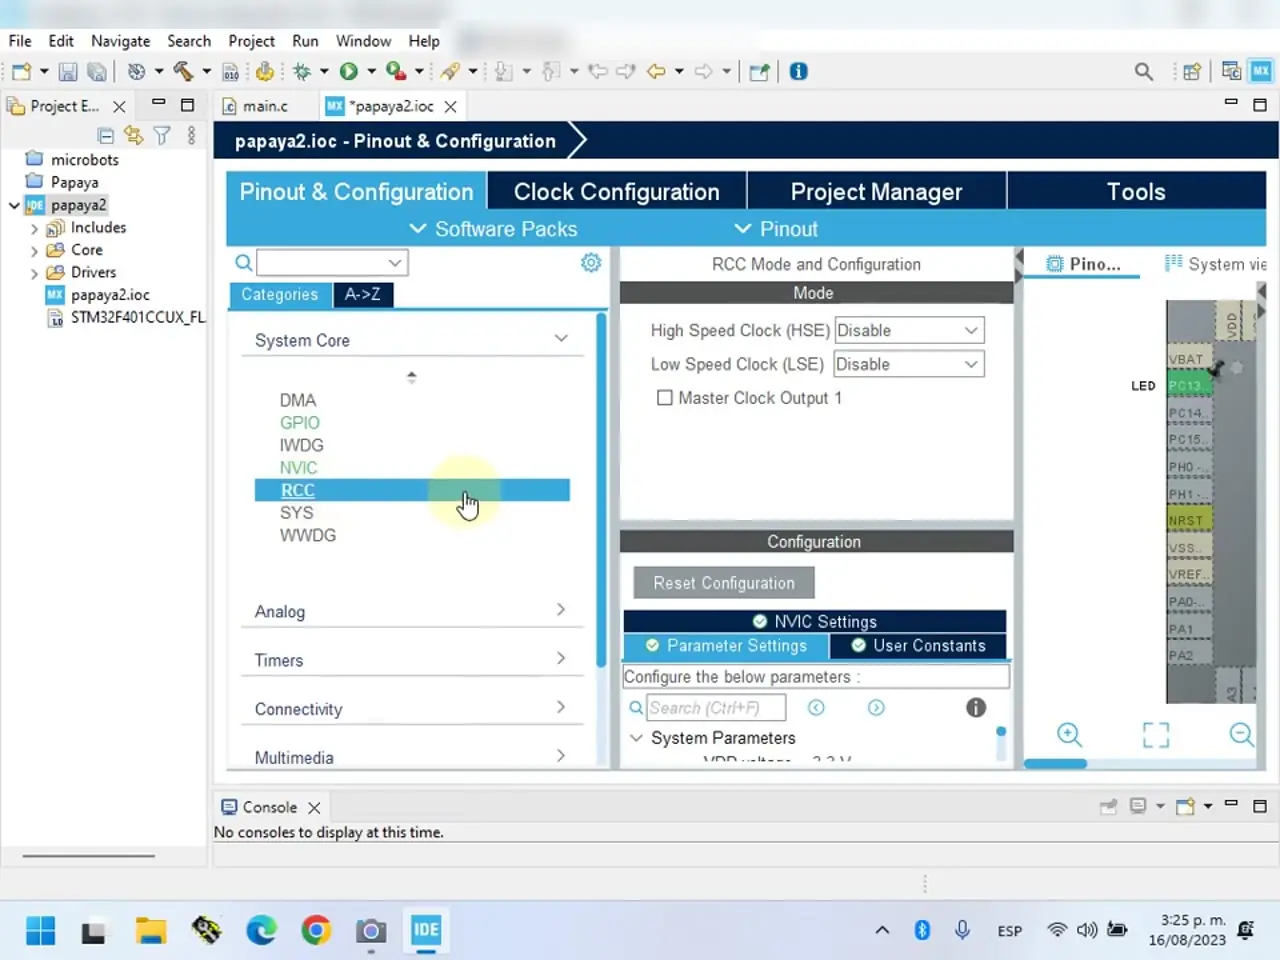 File Edit Navigate Search Project Run Window Help
Project E...
main.c
MX *papaya2.ioc
microbots
Papaya
IDE papaya2
Includes
Core
Drivers
MX papaya2.ioc
STM32F401CCUX_FL
papaya2.ioc - Pinout & Configuration
Pinout & Configuration
Clock Configuration
Project Manager
Tools
Software Packs
Pinout
Categories
A->Z
System Core
DMA
GPIO
IWDG
NVIC
RCC
SYS
WWDG
Analog
Timers
Connectivity
Multimedia
RCC Mode and Configuration
Mode
High Speed Clock (HSE) Disable
Low Speed Clock (LSE) Disable
Master Clock Output 1
Configuration
Reset Configuration
NVIC Settings
Parameter Settings
User Constants
Configure the below parameters :
Search (Ctrl+F)
System Parameters
Pino...
System vie
VDD
VBAT
LED
PC13..
PC14..
PC15..
PH0 -..
PH1 -..
NRST
VSS..
VREF..
PA0-..
PA1
PA2
A3
Console
No consoles to display at this time.
IDE
ESP
3:25 p. m.
16/08/2023